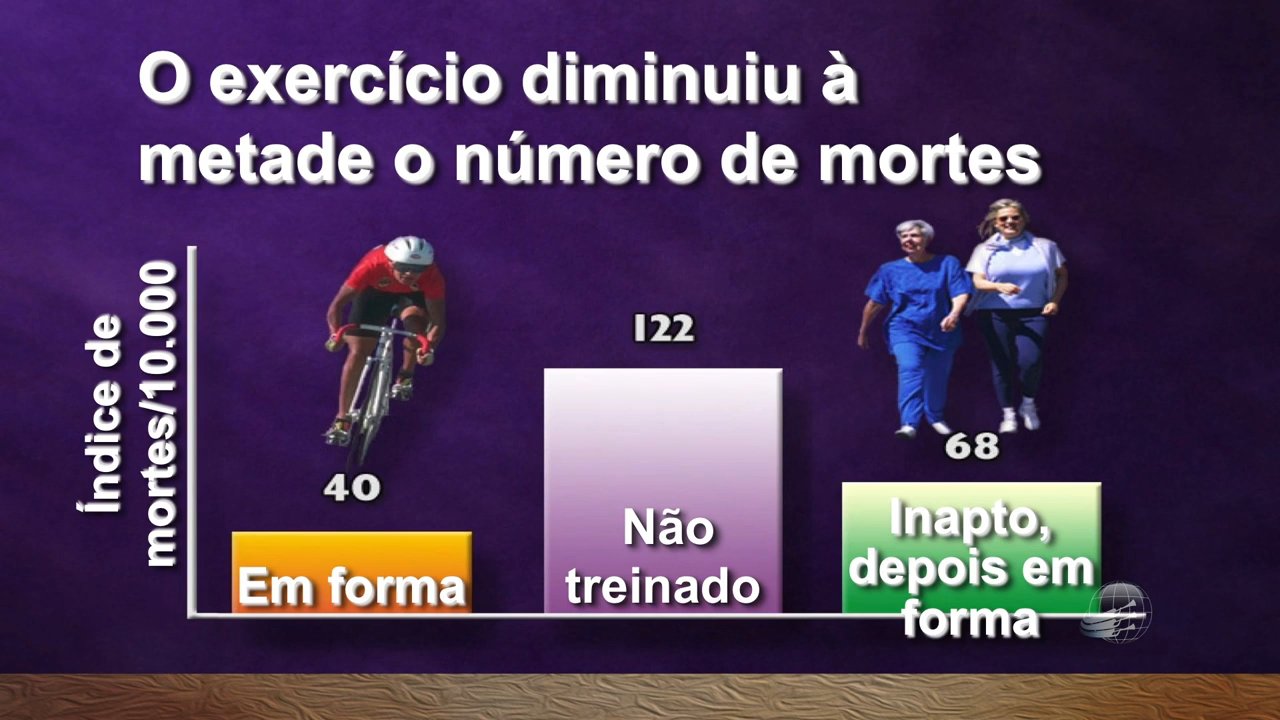 O exercício diminuiu à
metade o número de mortes
Índice de
mortes/10.000
40
122
68
Em forma
Não
treinado
Inapto,
depois em
forma